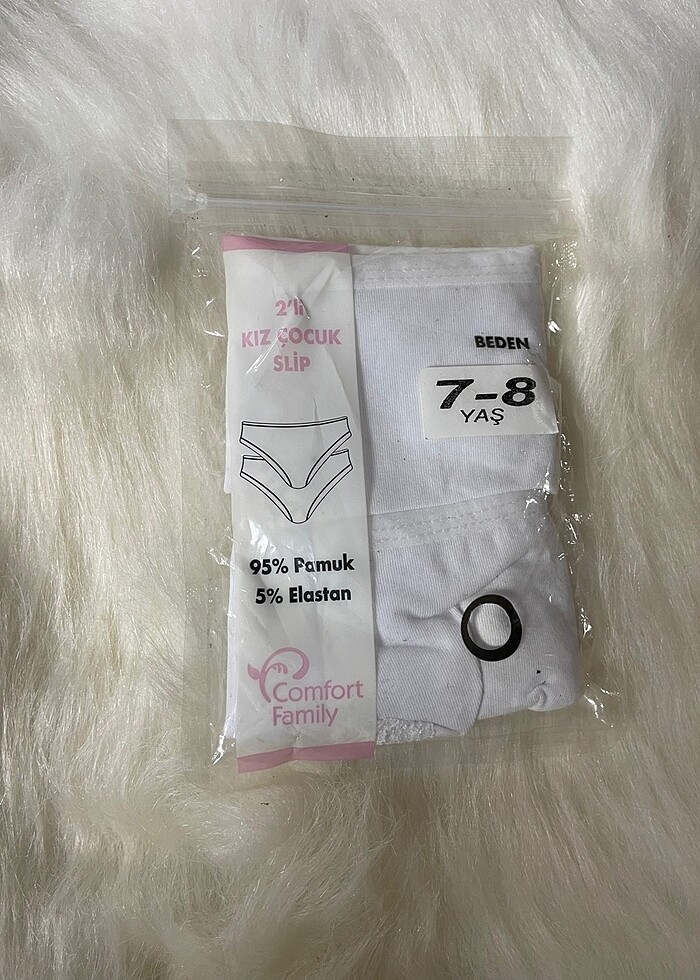 2'li
KIZ ÇOCUK
SLİP
BEDEN
7-8
YAŞ
95% Pamuk
5% Elastan
Comfort
Family